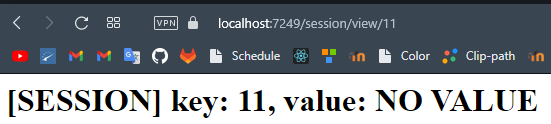 VPN localhost:7249/session/view/11
Schedule Color Clip-path
[SESSION] key: 11, value: NO VALUE